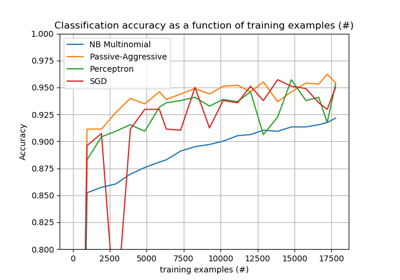 Classification accuracy as a function of training examples (#)
1.000
0.975
0.950
0.925
0.900
0.875
0.850
0.825
0.800
Accuracy
NB Multinomial
Passive-Aggressive
Perceptron
SGD
0 2500 5000 7500 10000 12500 15000 17500
training examples (#)